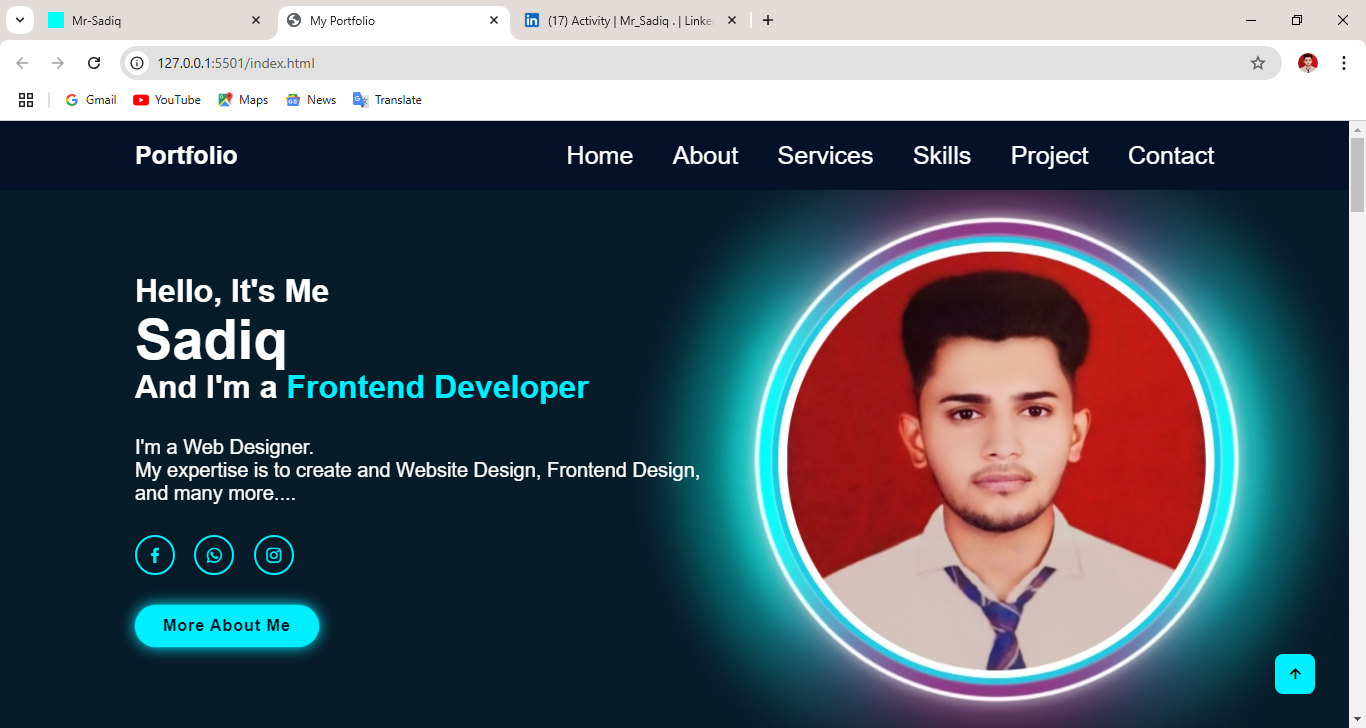 Mr-Sadiq
My Portfolio
(17) Activity | Mr_Sadiq . | Linke
127.0.0.1:5501/index.html
Gmail YouTube Maps News Translate
Portfolio Home About Services Skills Project Contact
Hello, It's Me
Sadiq
And I'm a Frontend Developer
I'm a Web Designer.
My expertise is to create and Website Design, Frontend Design,
and many more....
More About Me